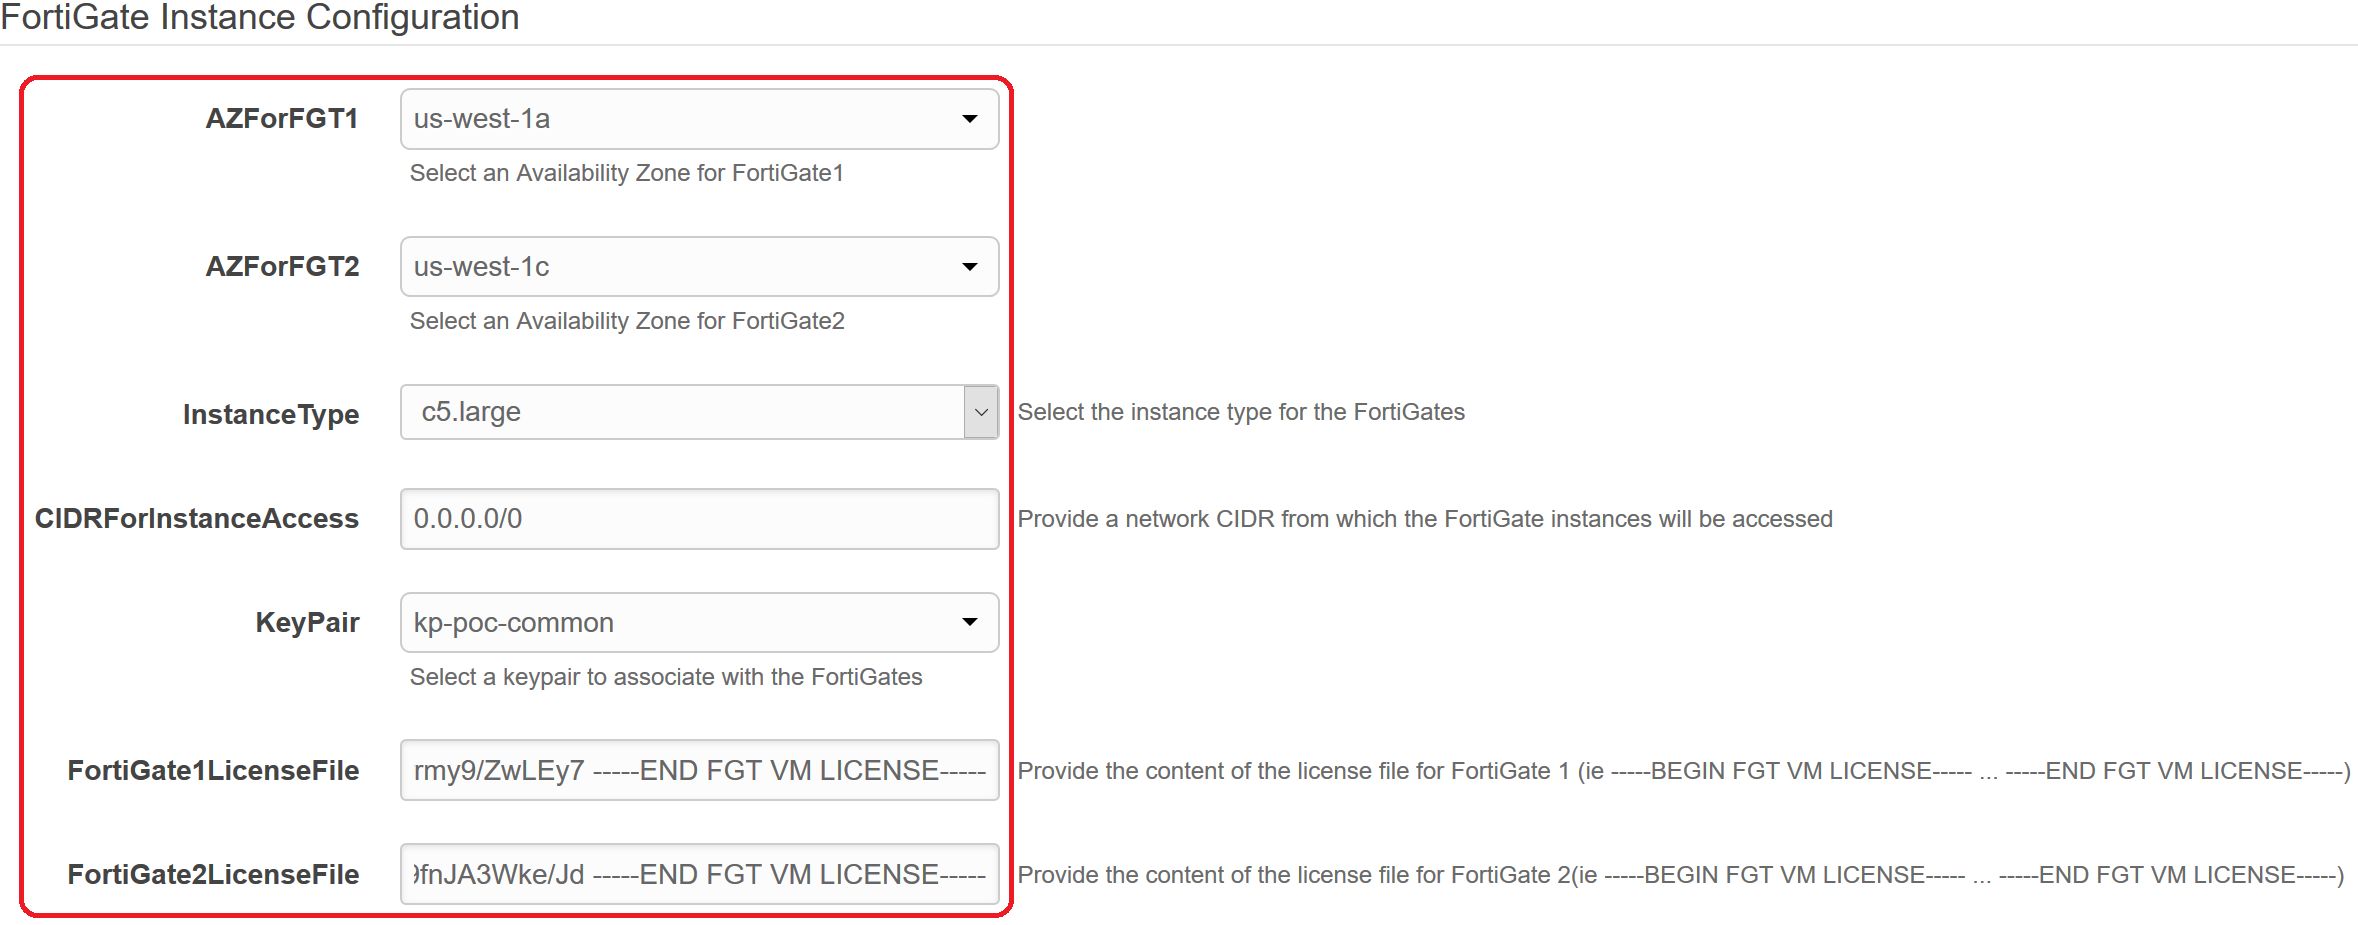 FortiGate Instance Configuration
AZForFGT1 us-west-1a
Select an Availability Zone for FortiGate1
AZForFGT2 us-west-1c
Select an Availability Zone for FortiGate2
InstanceType c5.large Select the instance type for the FortiGates
CIDRForInstanceAccess 0.0.0.0/0 Provide a network CIDR from which the FortiGate instances will be accessed
KeyPair kp-poc-common
Select a keypair to associate with the FortiGates
FortiGate1LicenseFile rmy9/ZwLEy7 -----END FGT VM LICENSE----- Provide the content of the license file for FortiGate 1 (ie -----BEGIN FGT VM LICENSE----- ... -----END FGT VM LICENSE-----)
FortiGate2LicenseFile 9fnJA3Wke/Jd -----END FGT VM LICENSE----- Provide the content of the license file for FortiGate 2(ie -----BEGIN FGT VM LICENSE----- ... -----END FGT VM LICENSE-----)